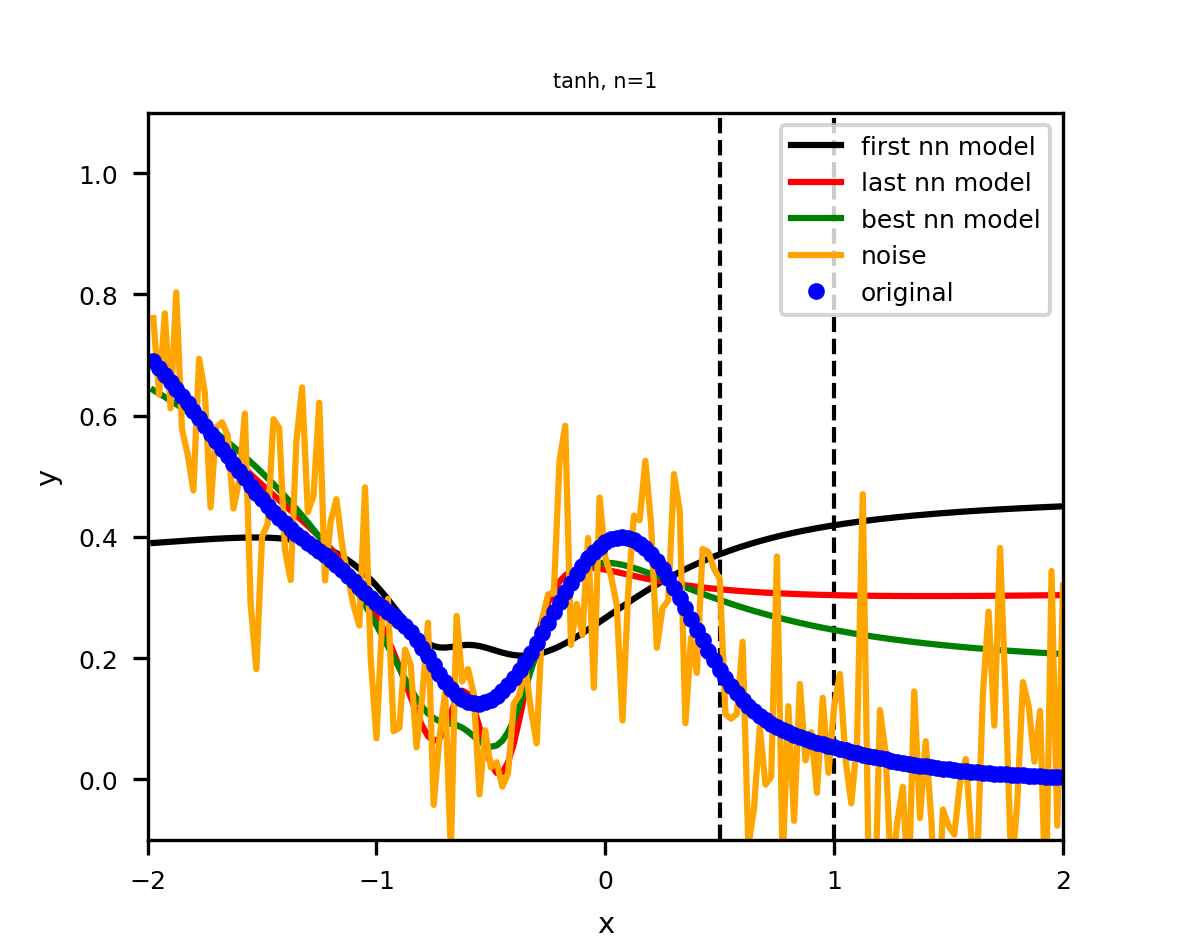 tanh, n=1
first nn model
last nn model
best nn model
noise
original
1.0
0.8
0.6
0.4
0.2
0.0
y
−2
−1
0
1
2
x